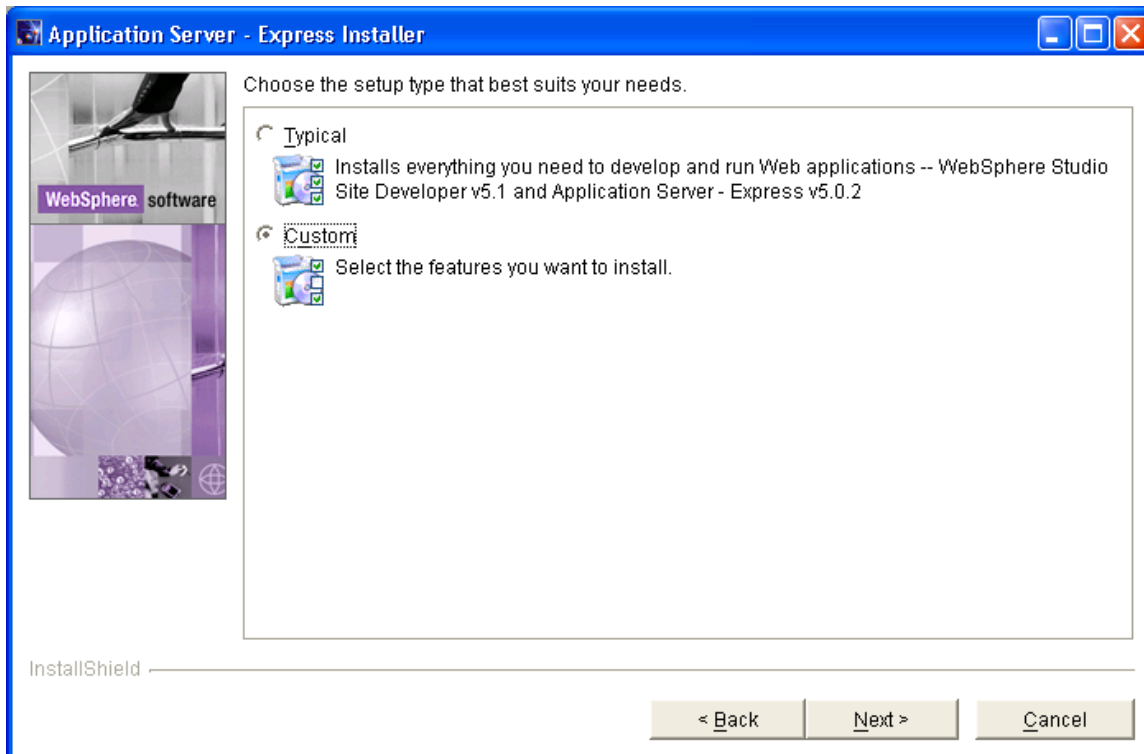 Application Server - Express Installer
Choose the setup type that best suits your needs.
Typical
Installs everything you need to develop and run Web applications -- WebSphere Studio
Site Developer v5.1 and Application Server - Express v5.0.2
WebSphere software
Custom
Select the features you want to install.
InstallShield
< Back
Next >
Cancel